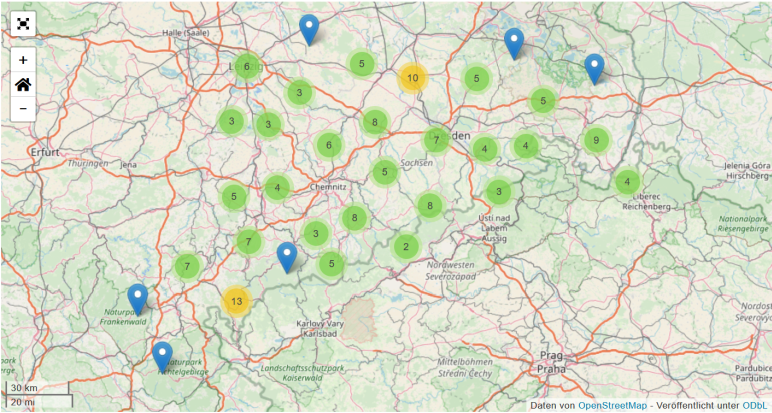 Halle (Saale)
6
5
10
5
3
5
3
3
8
7
den
9
6
4
4
Erfurt
Thüringen
Jena
Sachsen
5
4
Jelenia Góra
Hirschberg
Chemnitz
5
4
3
Liberec
Reichenberg
8
8
Ústí nad
Labem
Aussig
Nationalpark
Riesengebirge
3
7
2
7
5
Nordwesten
Severozápad
13
Naturpark
Frankenwald
Karlovy Vary
Karlsbad
Nordost
Severových
Prag
Praha
Naturpark
Fichtelgebirge
Landschaftsschutzpark
Kaiserwald
Mittelböhmen
Střední Čechy
Pardubice
Pardubitz
+
−
30 km
20 mi
Daten von OpenStreetMap - Veröffentlicht unter ODbL